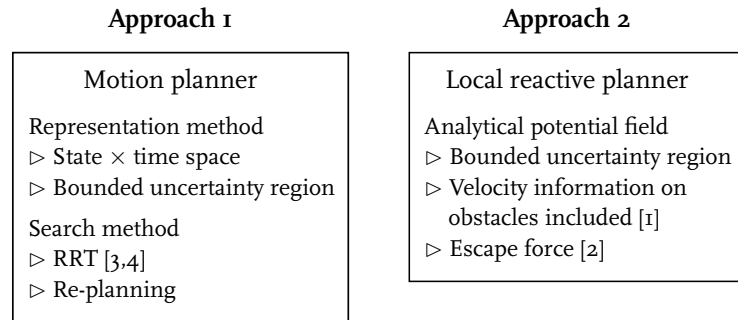 Approach 1
Motion planner
Representation method
▷ State × time space
▷ Bounded uncertainty region
Search method
▷ RRT [3,4]
▷ Re-planning
Approach 2
Local reactive planner
Analytical potential field
▷ Bounded uncertainty region
▷ Velocity information on
obstacles included [1]
▷ Escape force [2]